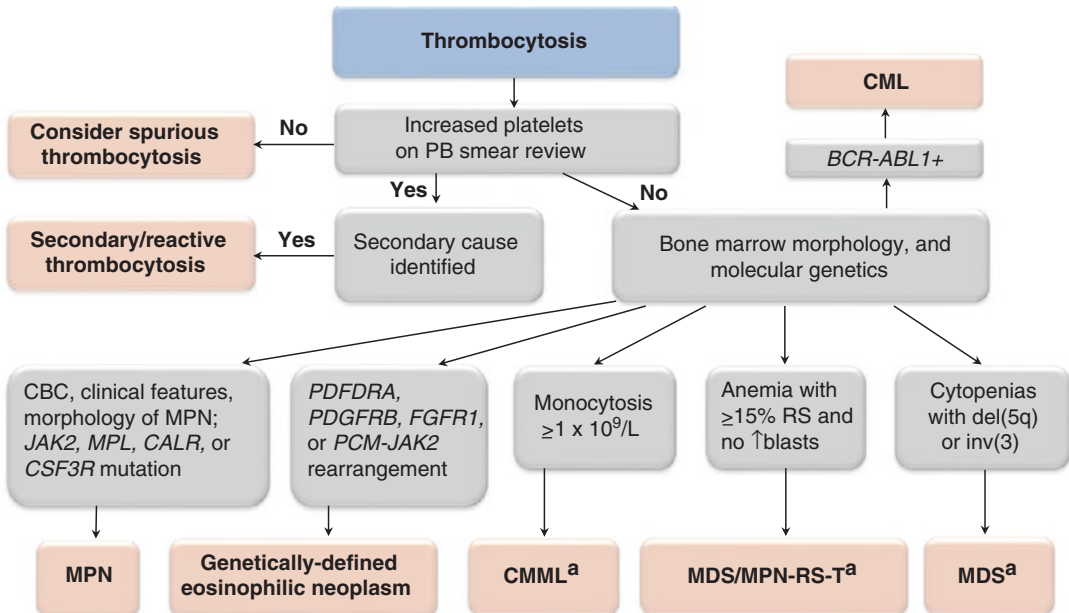 Thrombocytosis
CML
Consider spurious
thrombocytosis
No
Increased platelets
on PB smear review
BCR-ABL1+
Yes
No
Secondary/reactive
thrombocytosis
Yes
Secondary cause
identified
Bone marrow morphology, and
molecular genetics
CBC, clinical features,
morphology of MPN;
JAK2, MPL, CALR, or
CSF3R mutation
PDFDRA,
PDGFRB, FGFR1,
or PCM-JAK2
rearrangement
Monocytosis
≥1 x 10⁹/L
Anemia with
≥15% RS and
no ↑blasts
Cytopenias
with del(5q)
or inv(3)
MPN
Genetically-defined
eosinophilic neoplasm
CMMLᵃ
MDS/MPN-RS-Tᵃ
MDSᵃ